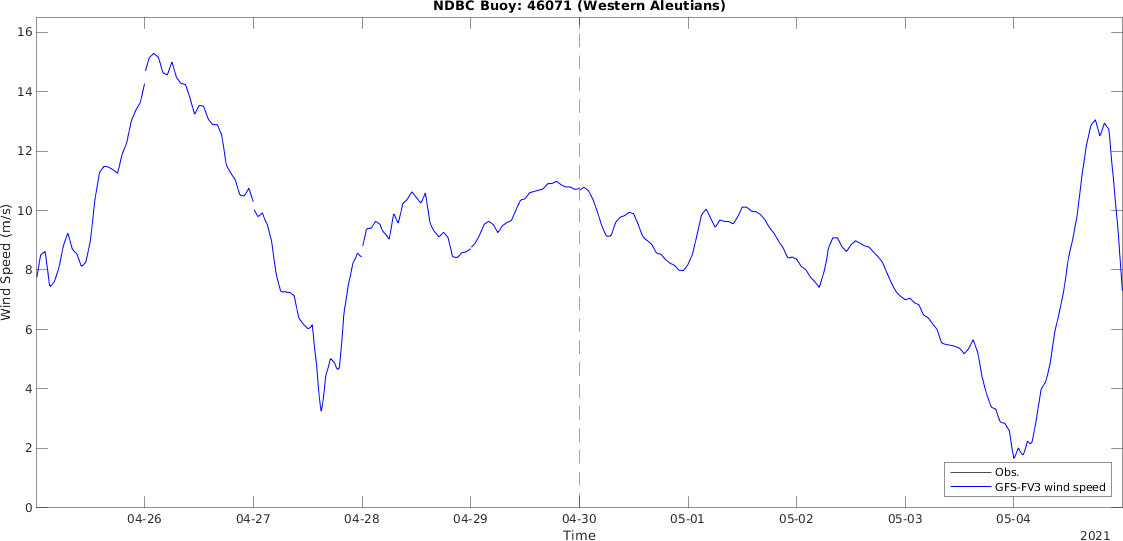 NDBC Buoy: 46071 (Western Aleutians)
16
14
12
10
8
6
4
2
0
Wind Speed (m/s)
Obs.
GFS-FV3 wind speed
04-26 04-27 04-28 04-29 04-30 05-01 05-02 05-03 05-04
Time
2021